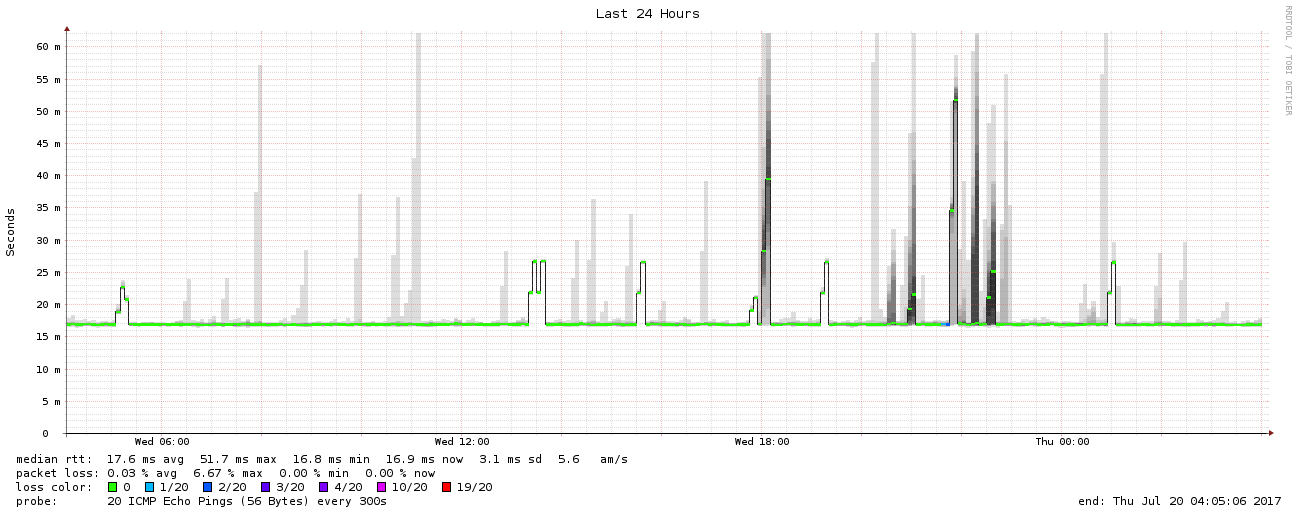 Last 24 Hours
RRDTOOL / TOBI OETIKER
Seconds
60 m
55 m
50 m
45 m
40 m
35 m
30 m
25 m
20 m
15 m
10 m
5 m
0
Wed 06:00 Wed 12:00 Wed 18:00 Thu 00:00
median rtt: 17.6 ms avg 51.7 ms max 16.8 ms min 16.9 ms now 3.1 ms sd 5.6 am/s
packet loss: 0.03 % avg 6.67 % max 0.00 % min 0.00 % now
loss color: 0 1/20 2/20 3/20 4/20 10/20 19/20
probe: 20 ICMP Echo Pings (56 Bytes) every 300s end: Thu Jul 20 04:05:06 2017